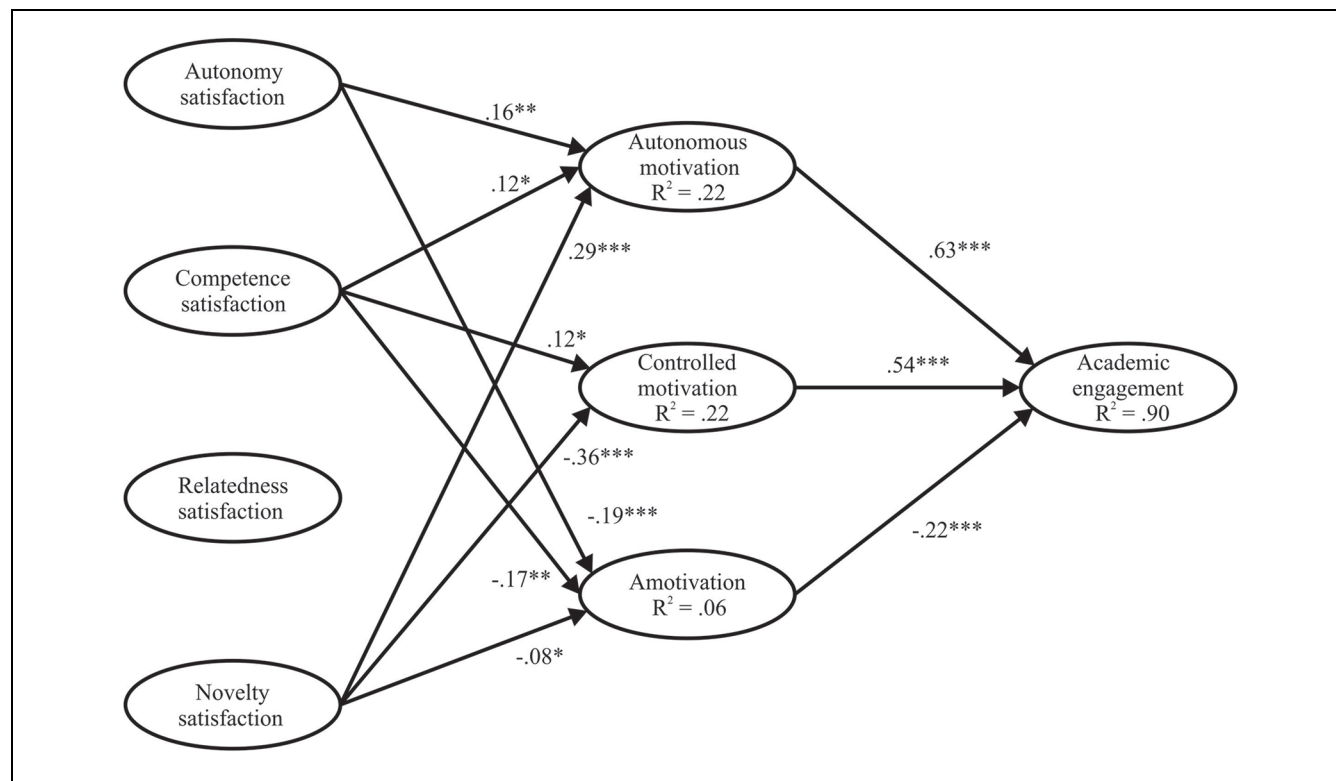 Autonomy
satisfaction
.16**
Autonomous
motivation
R² = .22
.12*
.29***
.63***
Competence
satisfaction
.12*
Controlled
motivation
R² = .22
.54***
Academic
engagement
R² = .90
-.36***
Relatedness
satisfaction
-.19***
-.22***
-.17**
Amotivation
R² = .06
-.08*
Novelty
satisfaction